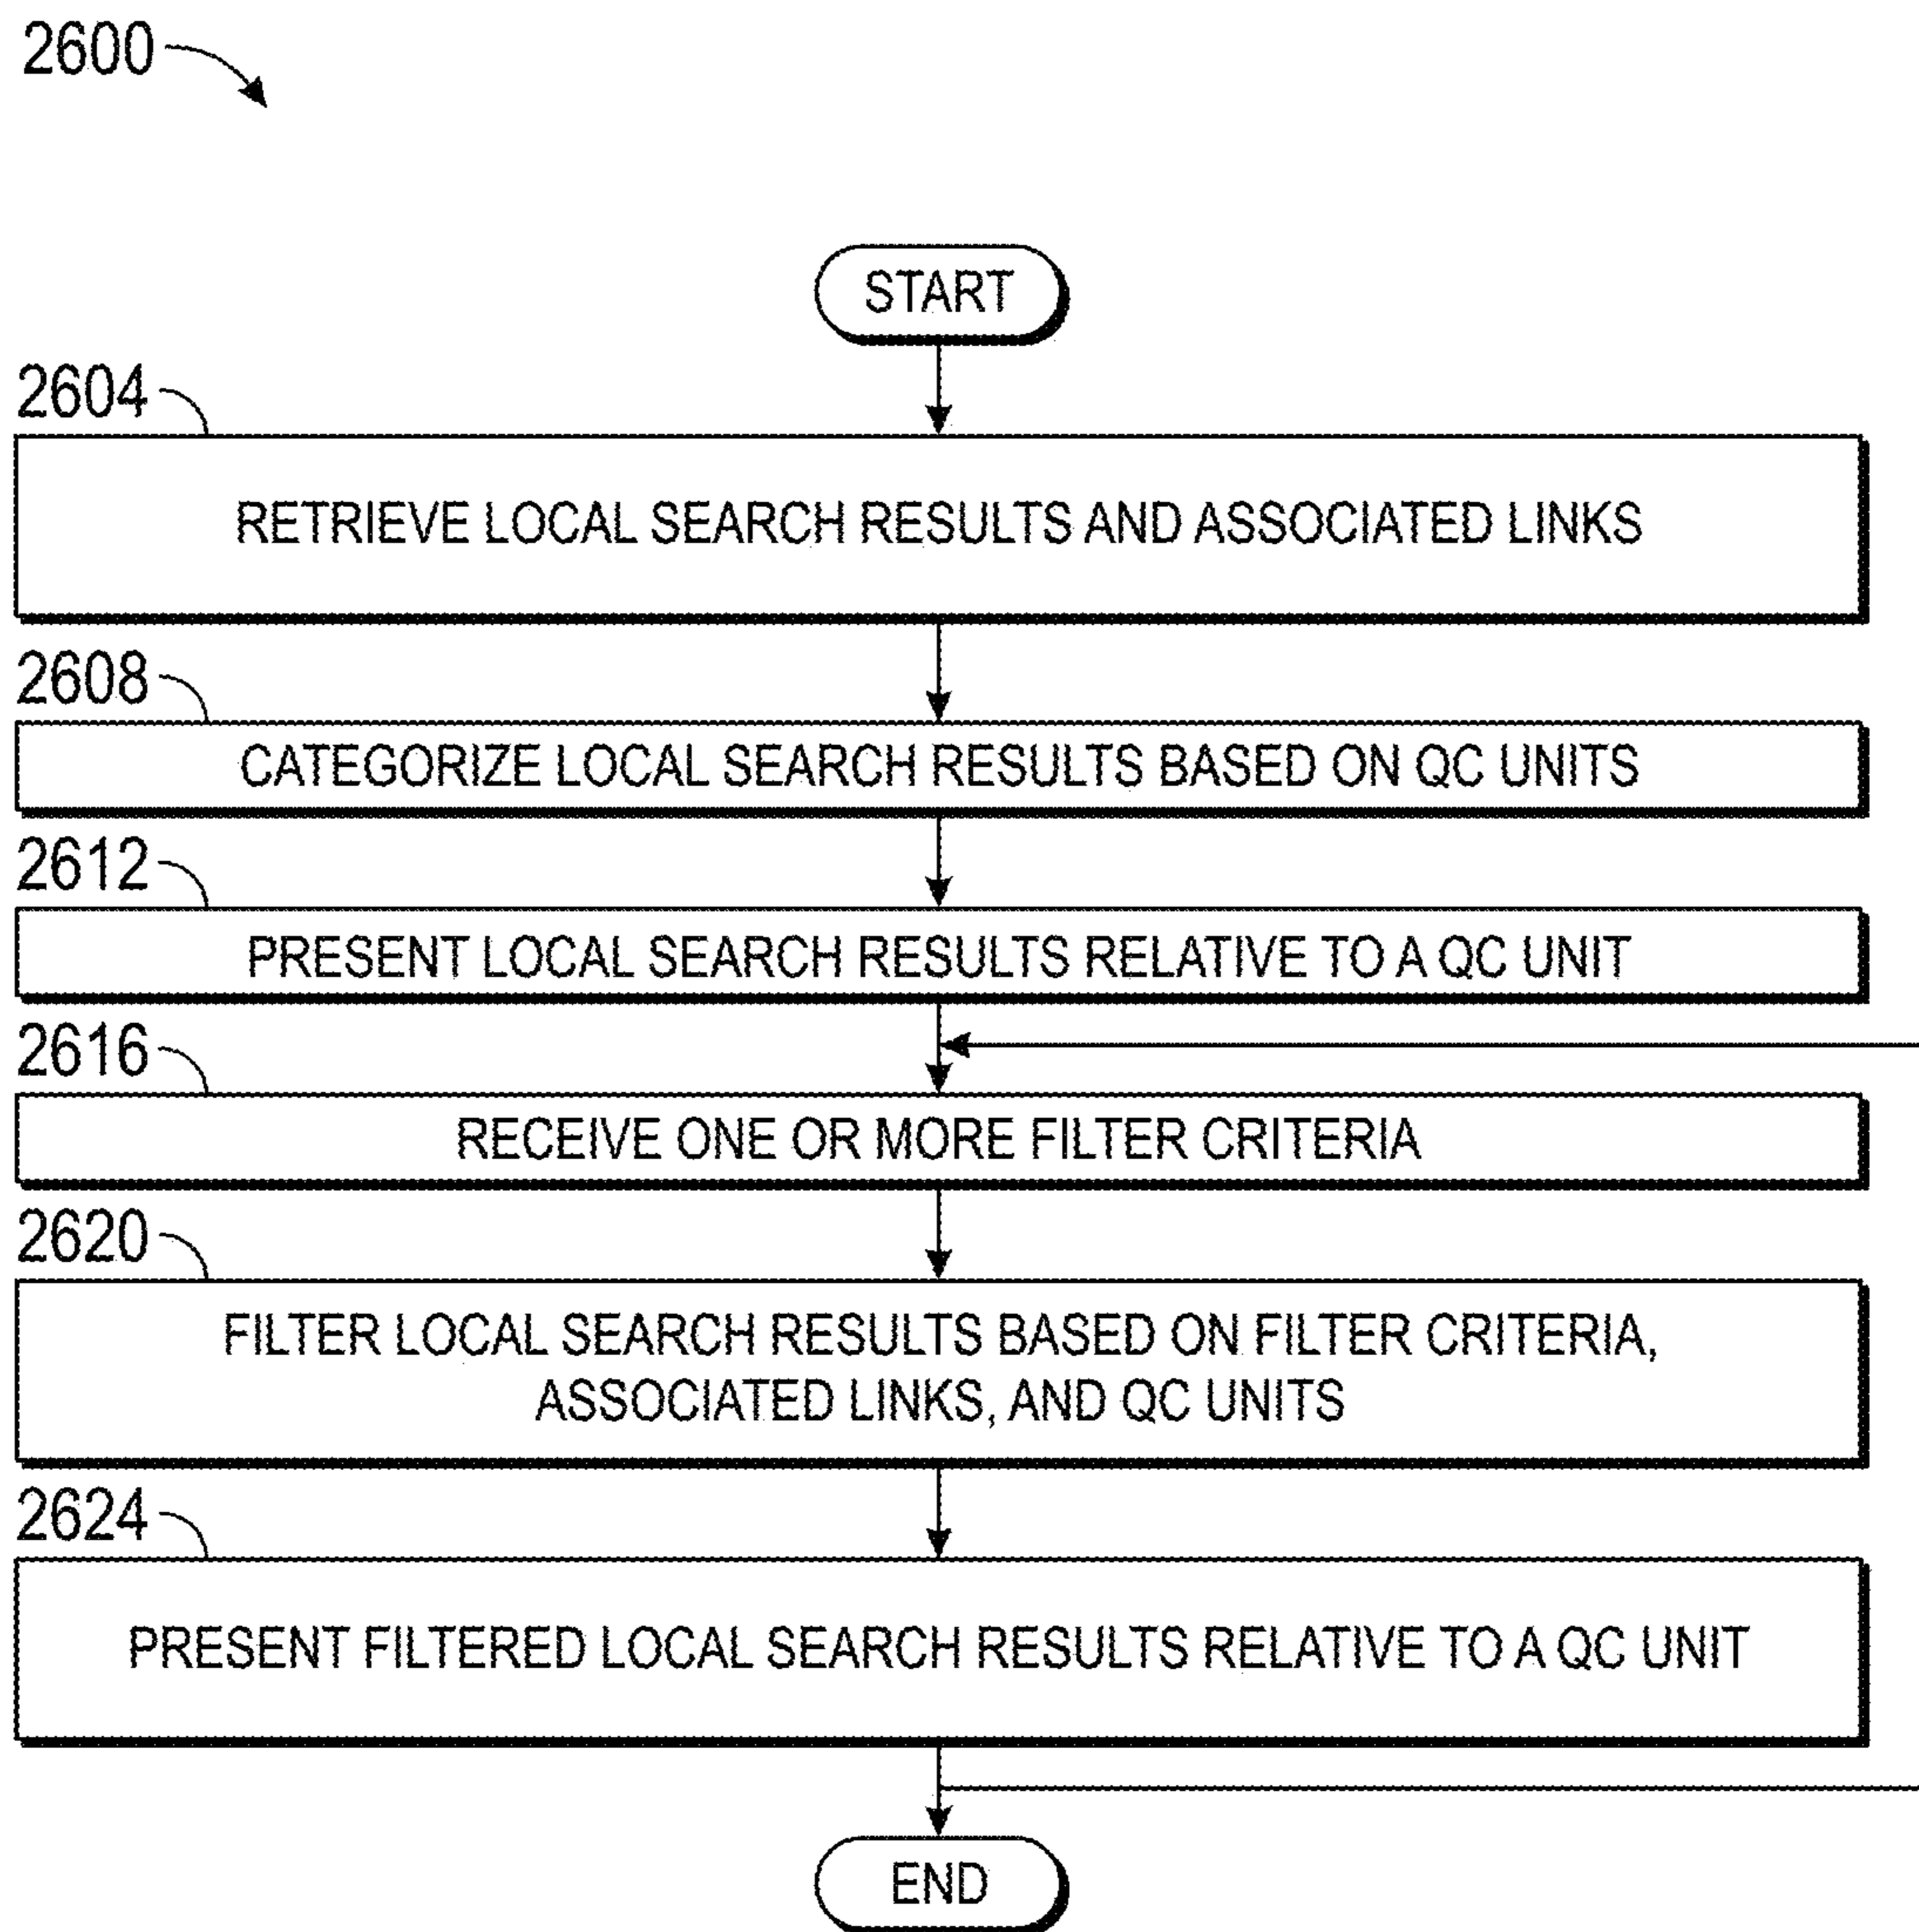 2600
START
2604
RETRIEVE LOCAL SEARCH RESULTS AND ASSOCIATED LINKS
2608
CATEGORIZE LOCAL SEARCH RESULTS BASED ON QC UNITS
2612
PRESENT LOCAL SEARCH RESULTS RELATIVE TO A QC UNIT
2616
RECEIVE ONE OR MORE FILTER CRITERIA
2620
FILTER LOCAL SEARCH RESULTS BASED ON FILTER CRITERIA,
ASSOCIATED LINKS, AND QC UNITS
2624
PRESENT FILTERED LOCAL SEARCH RESULTS RELATIVE TO A QC UNIT
END